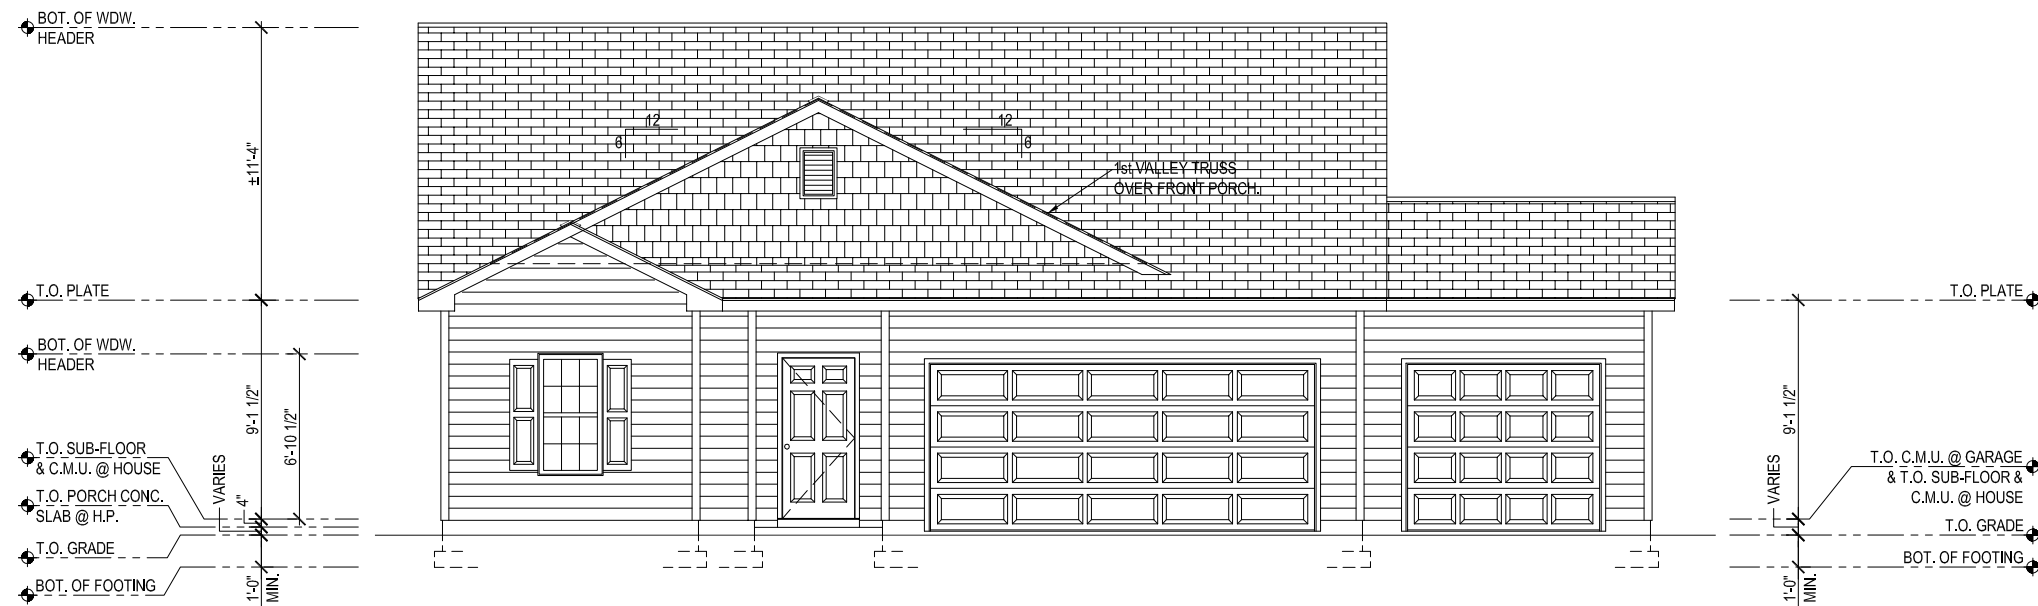 BOT. OF WDW.
HEADER
±11'-4"
12
6
12
6
1st VALLEY TRUSS
OVER FRONT PORCH.
T.O. PLATE
BOT. OF WDW.
HEADER
9'-1 1/2"
6'-10 1/2"
T.O. SUB-FLOOR
& C.M.U. @ HOUSE
VARIES
4"
T.O. PORCH CONC.
SLAB @ H.P.
T.O. GRADE
BOT. OF FOOTING
1'-0"
MIN.
T.O. PLATE
9'-1 1/2"
VARIES
T.O. C.M.U. @ GARAGE
& T.O. SUB-FLOOR &
C.M.U. @ HOUSE
T.O. GRADE
BOT. OF FOOTING
1'-0"
MIN.